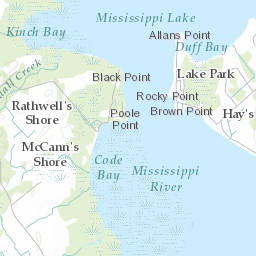 Mississippi Lake
Kinch Bay
Allans Point
Duff Bay
Black Point
Lake Park
Rathwell's
Shore
Rocky Point
Poole
Point
Brown Point
Hay's
McCann's
Shore
Code
Bay
Mississippi
River
Creek